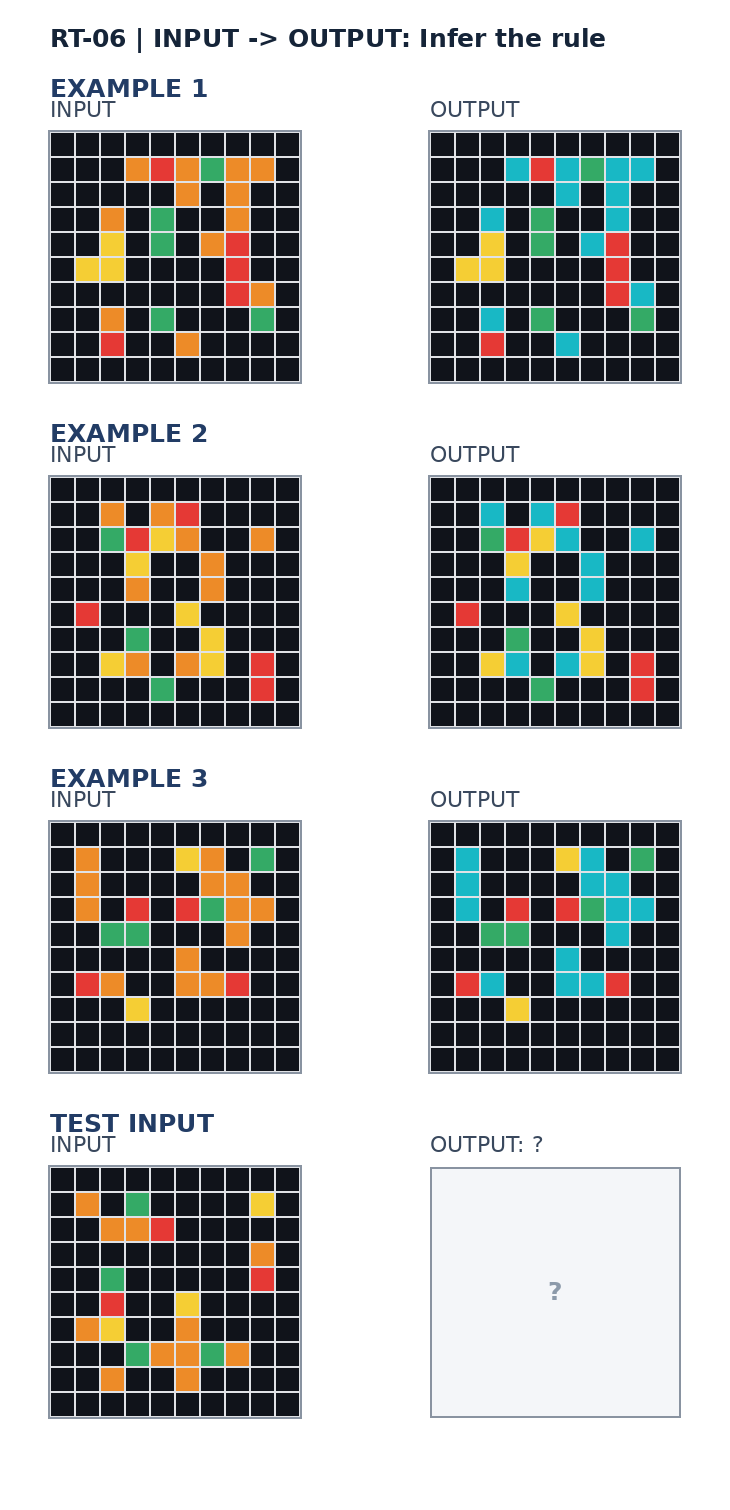 RT-06 | INPUT -> OUTPUT: Infer the rule
EXAMPLE 1
INPUT OUTPUT
EXAMPLE 2
INPUT OUTPUT
EXAMPLE 3
INPUT OUTPUT
TEST INPUT
INPUT OUTPUT: ?
?